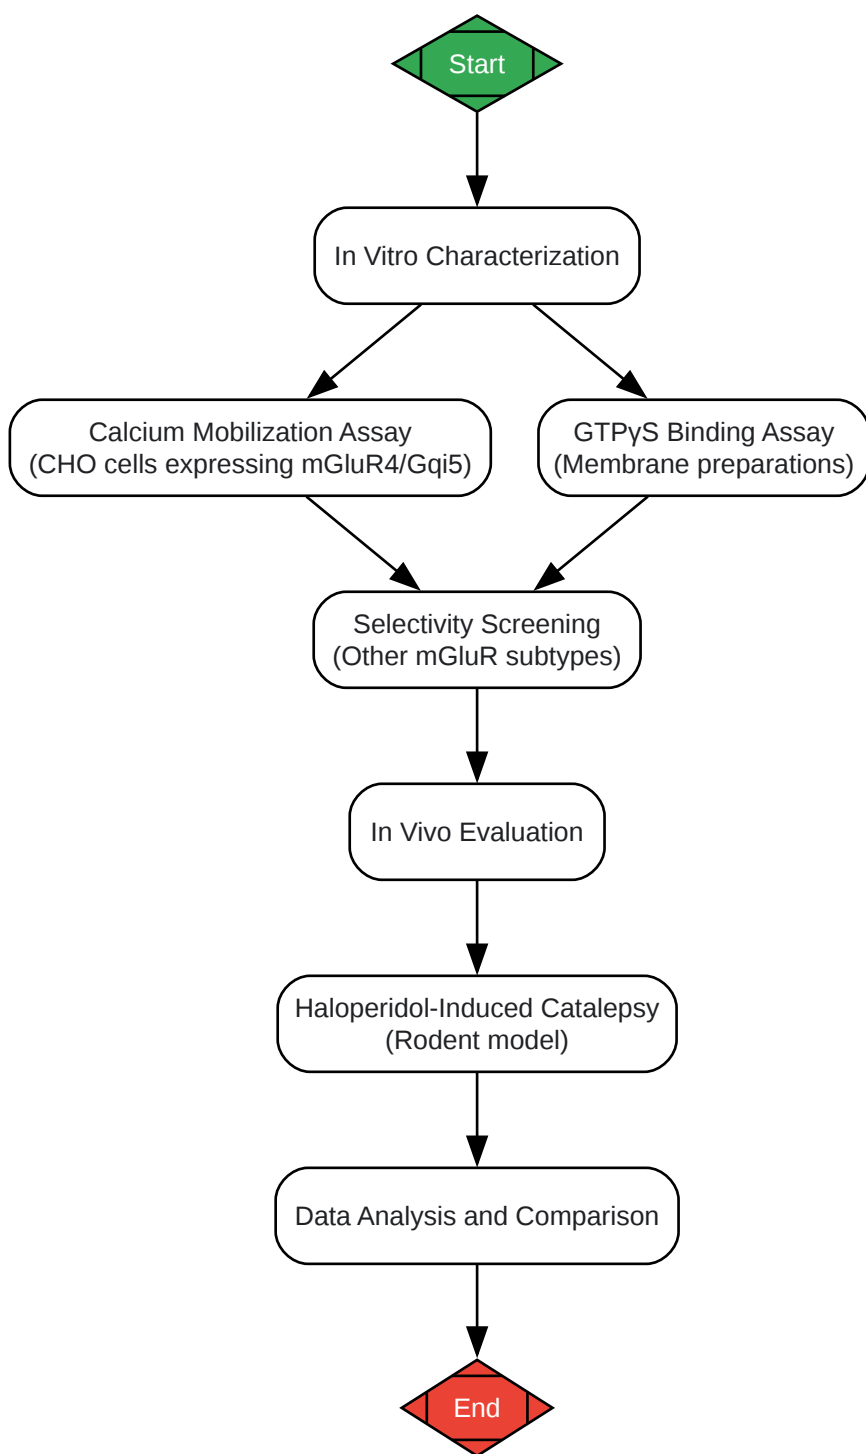 Start
In Vitro Characterization
Calcium Mobilization Assay
(CHO cells expressing mGluR4/Gqi5)
GTPγS Binding Assay
(Membrane preparations)
Selectivity Screening
(Other mGluR subtypes)
In Vivo Evaluation
Haloperidol-Induced Catalepsy
(Rodent model)
Data Analysis and Comparison
End